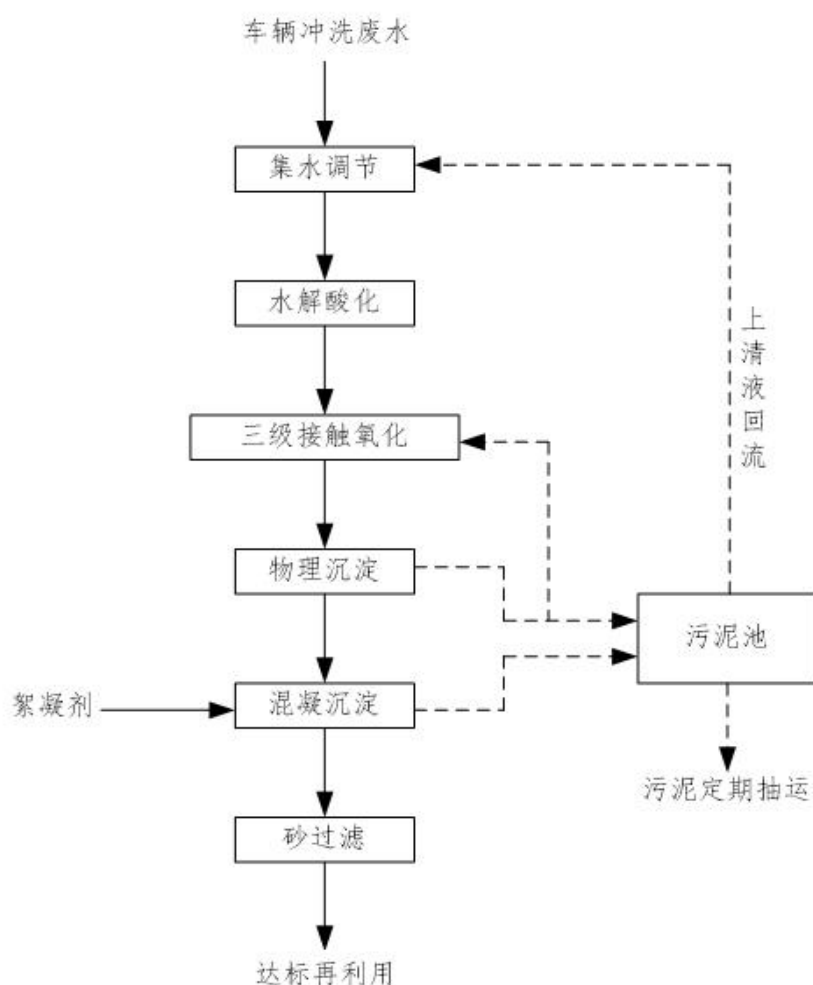 车辆冲洗废水
集水调节
水解酸化
上清液回流
三级接触氧化
物理沉淀
污泥池
絮凝剂
混凝沉淀
污泥定期抽运
砂过滤
达标再利用